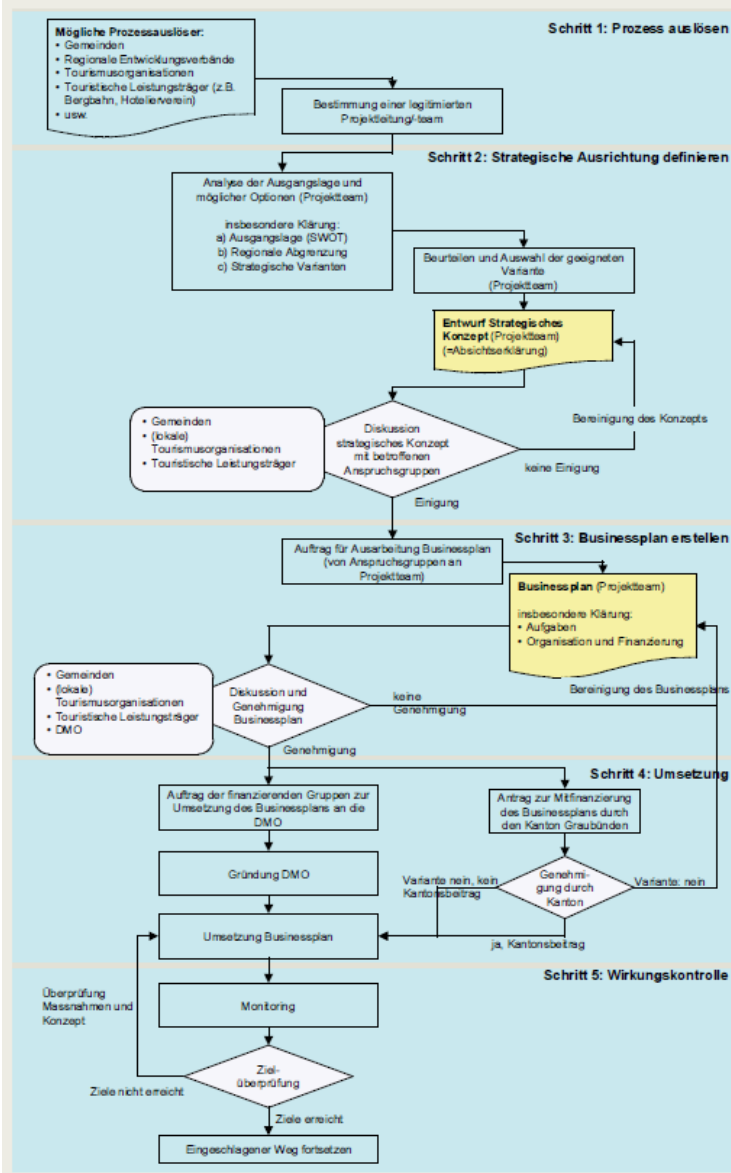 Schritt 1: Prozess auslösen
Mögliche Prozessauslöser:
• Gemeinden
• Regionale Entwicklungsverbände
• Tourismusorganisationen
• Touristische Leistungsträger (z.B.
Bergbahn, Hotelierverein)
• usw.
Bestimmung einer legitimierten
Projektleitung/-team
Schritt 2: Strategische Ausrichtung definieren
Analyse der Ausgangslage und
möglicher Optionen (Projektteam)
insbesondere Klärung:
a) Ausgangslage (SWOT)
b) Regionale Abgrenzung
c) Strategische Varianten
Beurteilen und Auswahl der geeigneten
Variante
(Projektteam)
Entwurf Strategisches
Konzept (Projektteam)
(=Absichtserklärung)
• Gemeinden
• (lokale)
Tourismusorganisationen
• Touristische Leistungsträger
Diskussion
strategisches Konzept
mit betroffenen
Anspruchsgruppen
Bereinigung des Konzepts
keine Einigung
Einigung
Schritt 3: Businessplan erstellen
Auftrag für Ausarbeitung Businessplan
(von Anspruchsgruppen an
Projektteam)
Businessplan (Projektteam)
insbesondere Klärung:
• Aufgaben
• Organisation und Finanzierung
• Gemeinden
• (lokale)
Tourismusorganisationen
• Touristische Leistungsträger
• DMO
Diskussion und
Genehmigung
Businessplan
keine
Genehmigung
Bereinigung des Businessplans
Genehmigung
Schritt 4: Umsetzung
Auftrag der finanzierenden Gruppen zur
Umsetzung des Businessplans an die
DMO
Antrag zur Mitfinanzierung
des Businessplans durch
den Kanton Graubünden
Gründung DMO
Variante nein, kein
Kantonsbeitrag
Genehmi-
gung durch
Kanton
Variante: nein
Umsetzung Businessplan
ja, Kantonsbeitrag
Schritt 5: Wirkungskontrolle
Überprüfung
Massnahmen und
Konzept
Monitoring
Ziel-
überprüfung
Ziele nicht erreicht
Ziele erreicht
Eingeschlagener Weg fortsetzen